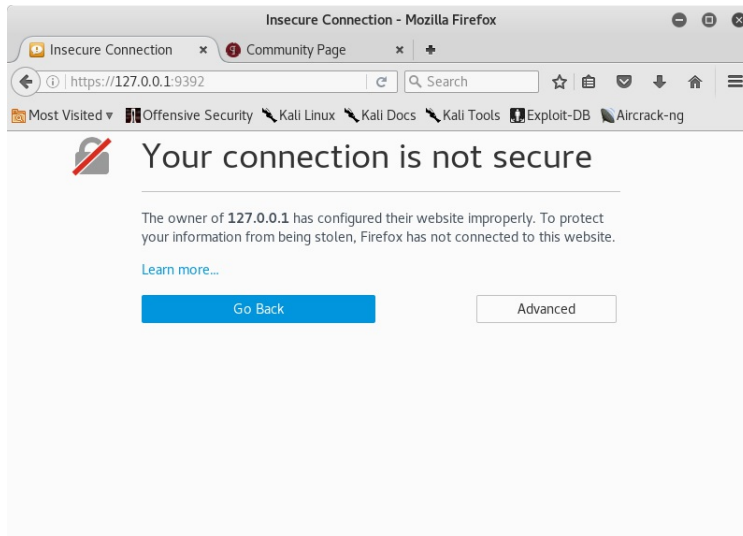 Insecure Connection - Mozilla Firefox
Insecure Connection × Community Page ×
https://127.0.0.1:9392 Search
Most Visited Offensive Security Kali Linux Kali Docs Kali Tools Exploit-DB Aircrack-ng
Your connection is not secure
The owner of 127.0.0.1 has configured their website improperly. To protect
your information from being stolen, Firefox has not connected to this website.
Learn more...
Go Back Advanced